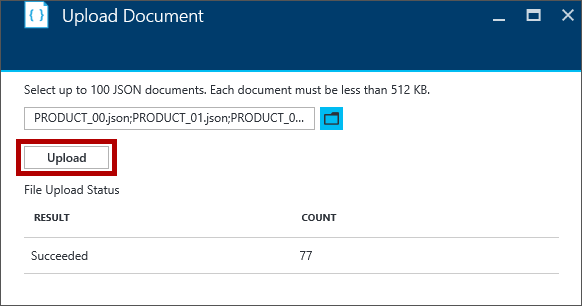 { } Upload Document
Select up to 100 JSON documents. Each document must be less than 512 KB.
PRODUCT_00.json;PRODUCT_01.json;PRODUCT_0...
Upload
File Upload Status
RESULT COUNT
Succeeded 77